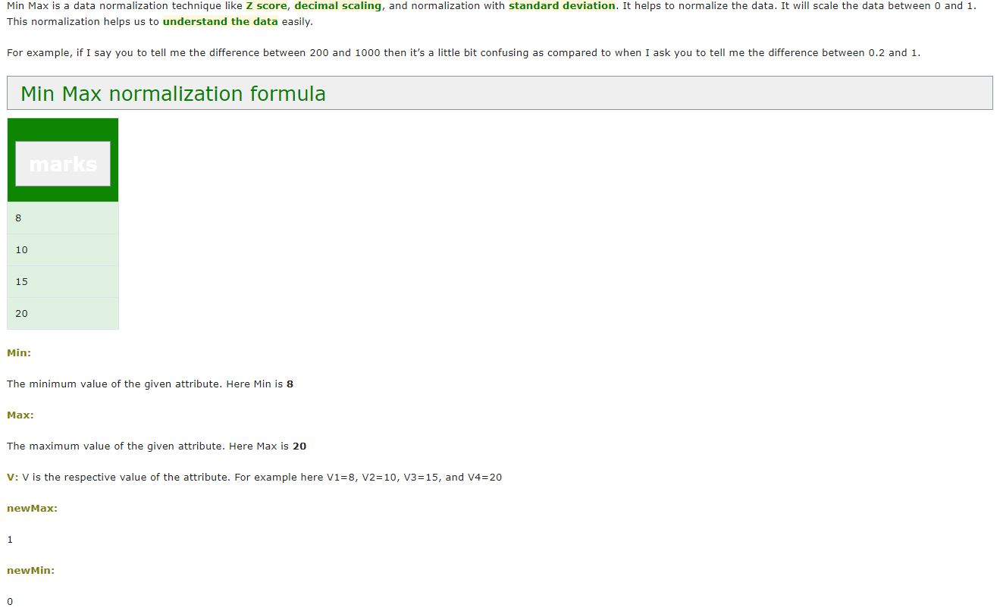 Min Max is a data normalization technique like Z score, decimal scaling, and normalization with standard deviation. It helps to normalize the data. It will scale the data between 0 and 1.
This normalization helps us to understand the data easily.
For example, if I say you to tell me the difference between 200 and 1000 then it’s a little bit confusing as compared to when I ask you to tell me the difference between 0.2 and 1.
Min Max normalization formula
marks
8
10
15
20
Min:
The minimum value of the given attribute. Here Min is 8
Max:
The maximum value of the given attribute. Here Max is 20
V: V is the respective value of the attribute. For example here V1=8, V2=10, V3=15, and V4=20
newMax:
1
newMin:
0